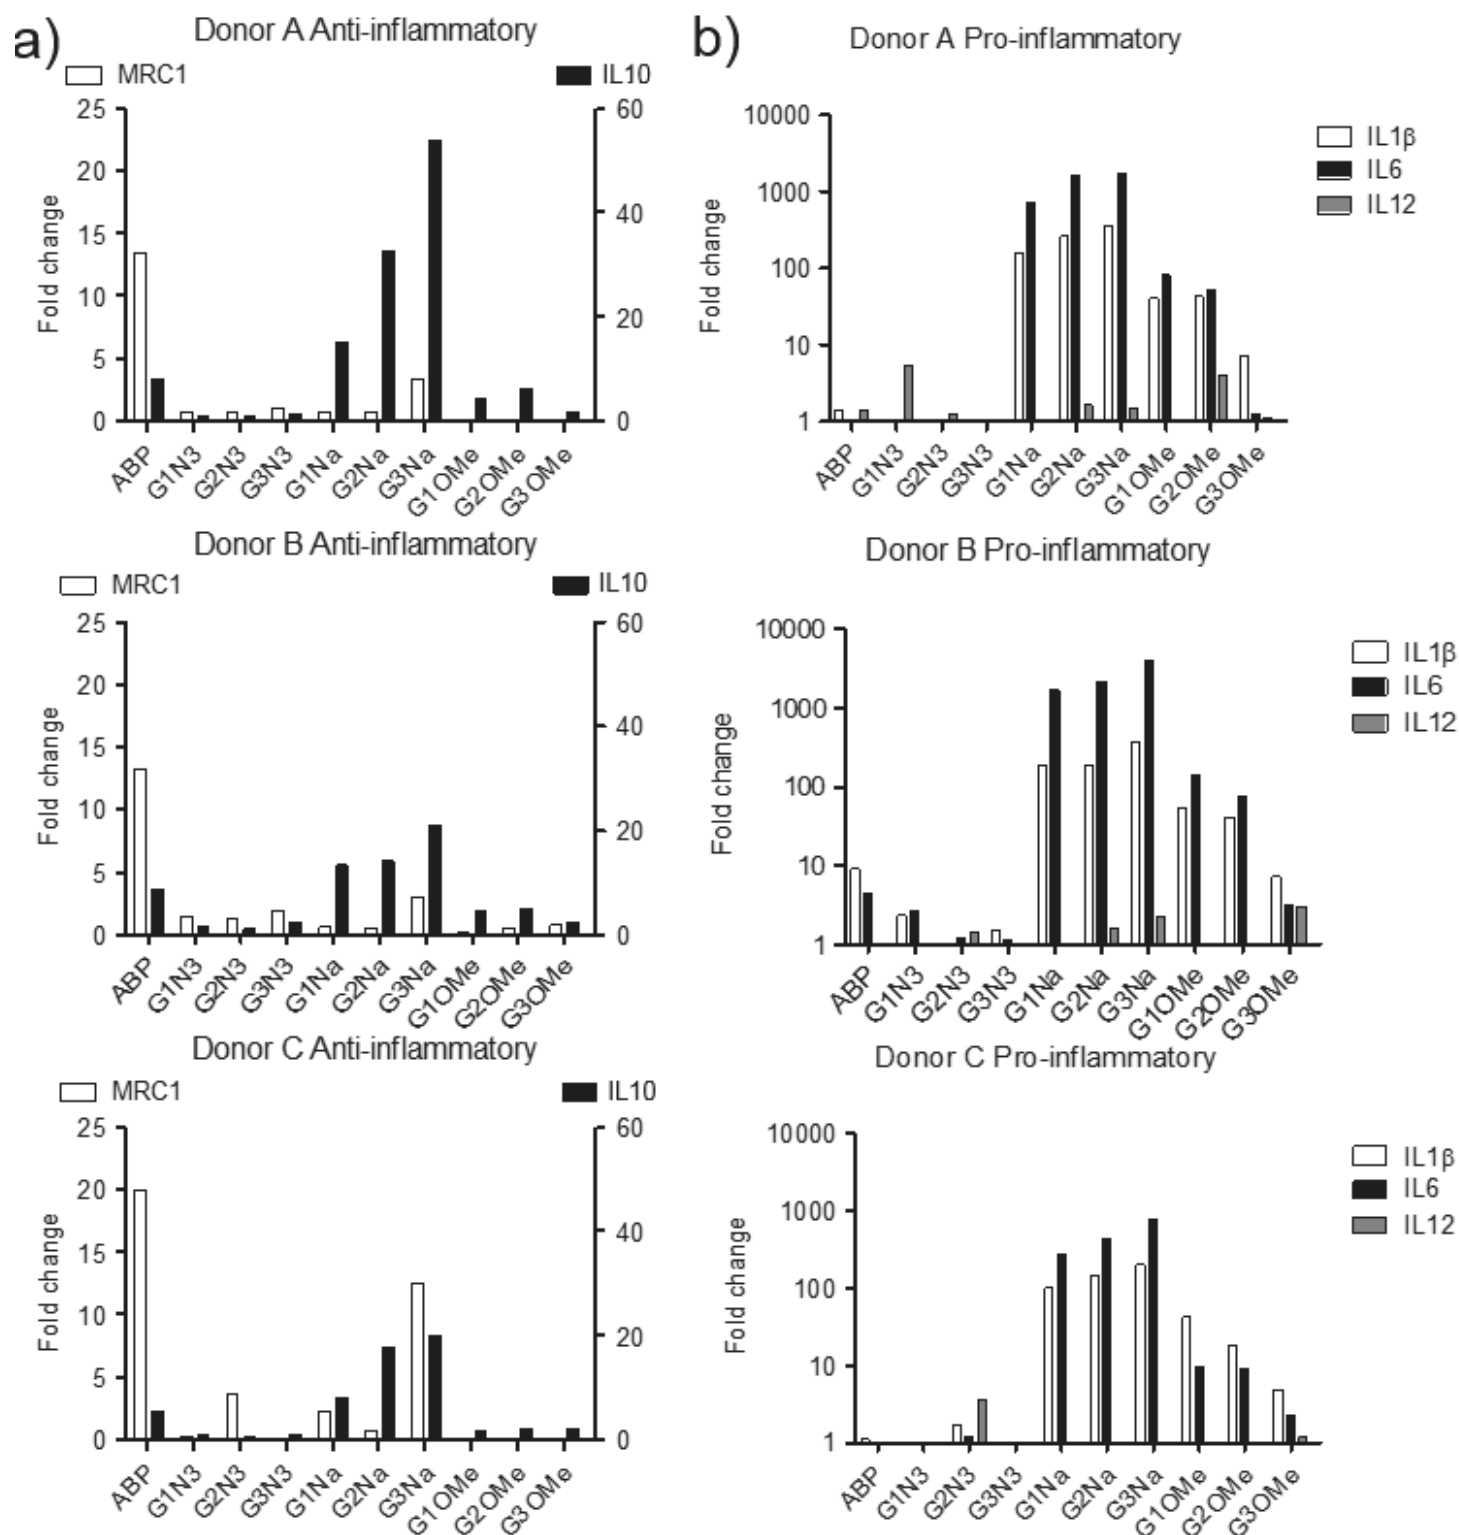 a)
Donor A Anti-inflammatory
MRC1 IL10
25 60
20
40
15
10
20
5
0 0
Fold change
ABP G1N3 G2N3 G3N3 G1Na G2Na G3Na G1OMe G2OMe G3OMe
Donor B Anti-inflammatory
MRC1 IL10
25 60
20
40
15
10
20
5
0 0
Fold change
ABP G1N3 G2N3 G3N3 G1Na G2Na G3Na G1OMe G2OMe G3OMe
Donor C Anti-inflammatory
MRC1 IL10
25 60
20
40
15
10
20
5
0 0
Fold change
ABP G1N3 G2N3 G3N3 G1Na G2Na G3Na G1OMe G2OMe G3OMe
b)
Donor A Pro-inflammatory
IL1β
IL6
IL12
10000
1000
100
10
1
Fold change
ABP G1N3 G2N3 G3N3 G1Na G2Na G3Na G1OMe G2OMe G3OMe
Donor B Pro-inflammatory
IL1β
IL6
IL12
10000
1000
100
10
1
Fold change
ABP G1N3 G2N3 G3N3 G1Na G2Na G3Na G1OMe G2OMe G3OMe
Donor C Pro-inflammatory
IL1β
IL6
IL12
10000
1000
100
10
1
Fold change
ABP G1N3 G2N3 G3N3 G1Na G2Na G3Na G1OMe G2OMe G3OMe